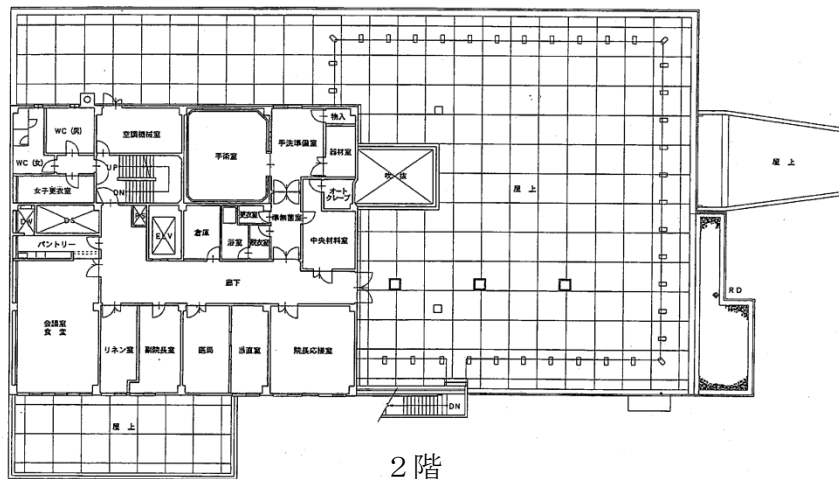 物入
WC (男)
空調機械室
手洗準備室
手術室
器材室
WC (女)
UP
吹抜
屋上
女子更衣室
DN
オート
クレーブ
屋上
DW
DS
PS
更衣室
準無菌室
EV
倉庫
浴室
脱衣室
中央材料室
パントリー
廊下
RD
会議室
食堂
リネン室
副院長室
医局
当直室
院長応接室
DN
屋上
2階